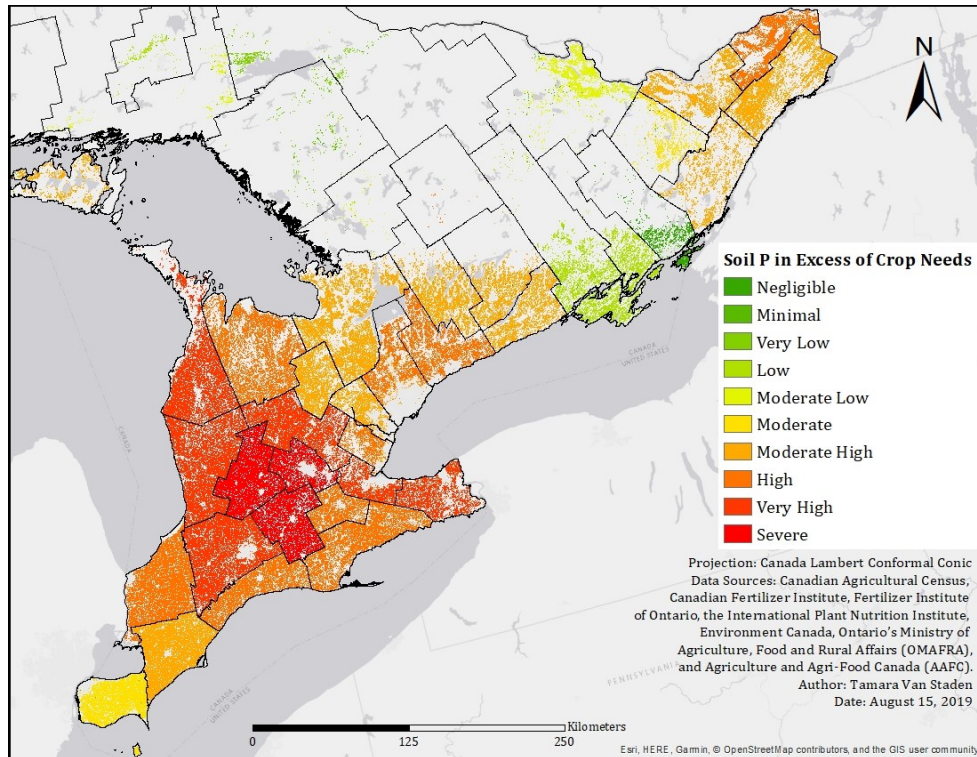 N
Soil P in Excess of Crop Needs
Negligible
Minimal
Very Low
Low
Moderate Low
Moderate
Moderate High
High
Very High
Severe
CANADA
UNITED STATES
CANADA
CANADA
UNITED STATES
PENNSYLVANIA
Projection: Canada Lambert Conformal Conic
Data Sources: Canadian Agricultural Census,
Canadian Fertilizer Institute, Fertilizer Institute
of Ontario, the International Plant Nutrition Institute,
Environment Canada, Ontario's Ministry of
Agriculture, Food and Rural Affairs (OMAFRA),
and Agriculture and Agri-Food Canada (AAFC).
Author: Tamara Van Staden
Date: August 15, 2019
Kilometers
0 125 250
Esri, HERE, Garmin, © OpenStreetMap contributors, and the GIS user community